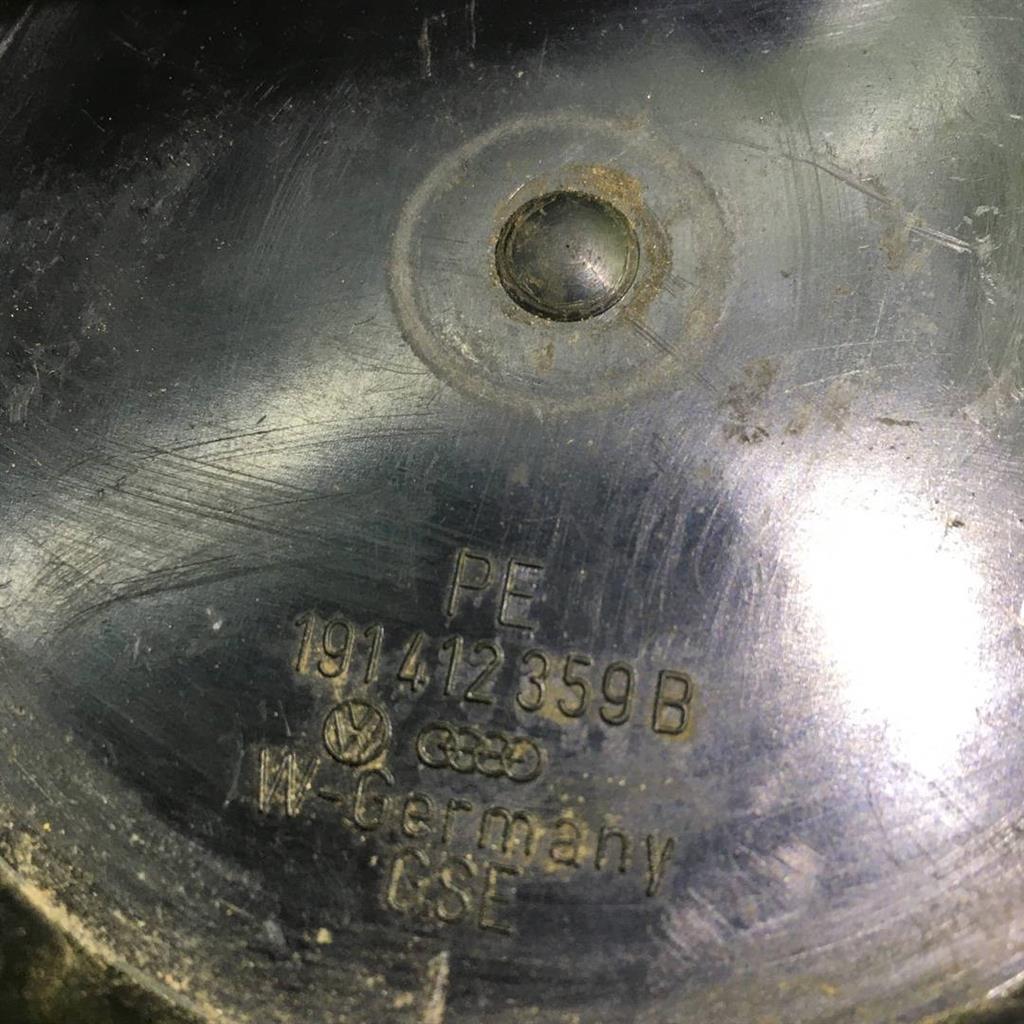 PE
191 412 359 B
W-Germany
GSE